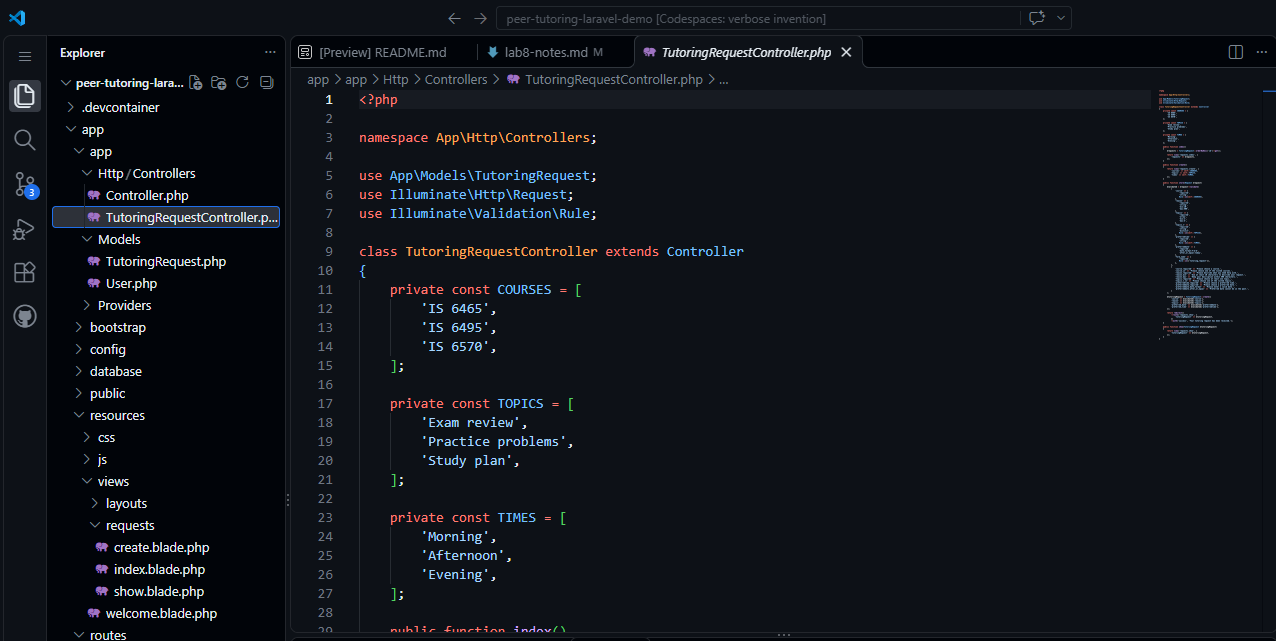 peer-tutoring-laravel-demo [Codespaces: verbose invention]
Explorer
peer-tutoring-lara...
.devcontainer
app
app
Http / Controllers
Controller.php
TutoringRequestController.p...
Models
TutoringRequest.php
User.php
Providers
bootstrap
config
database
public
resources
css
js
views
layouts
requests
create.blade.php
index.blade.php
show.blade.php
welcome.blade.php
routes
3
[Preview] README.md
lab8-notes.md M
TutoringRequestController.php
app > app > Http > Controllers > TutoringRequestController.php > ...
1 <?php
2
3 namespace App\Http\Controllers;
4
5 use App\Models\TutoringRequest;
6 use Illuminate\Http\Request;
7 use Illuminate\Validation\Rule;
8
9 class TutoringRequestController extends Controller
10 {
11     private const COURSES = [
12         'IS 6465',
13         'IS 6495',
14         'IS 6570',
15     ];
16
17     private const TOPICS = [
18         'Exam review',
19         'Practice problems',
20         'Study plan',
21     ];
22
23     private const TIMES = [
24         'Morning',
25         'Afternoon',
26         'Evening',
27     ];
28
29     public function index()